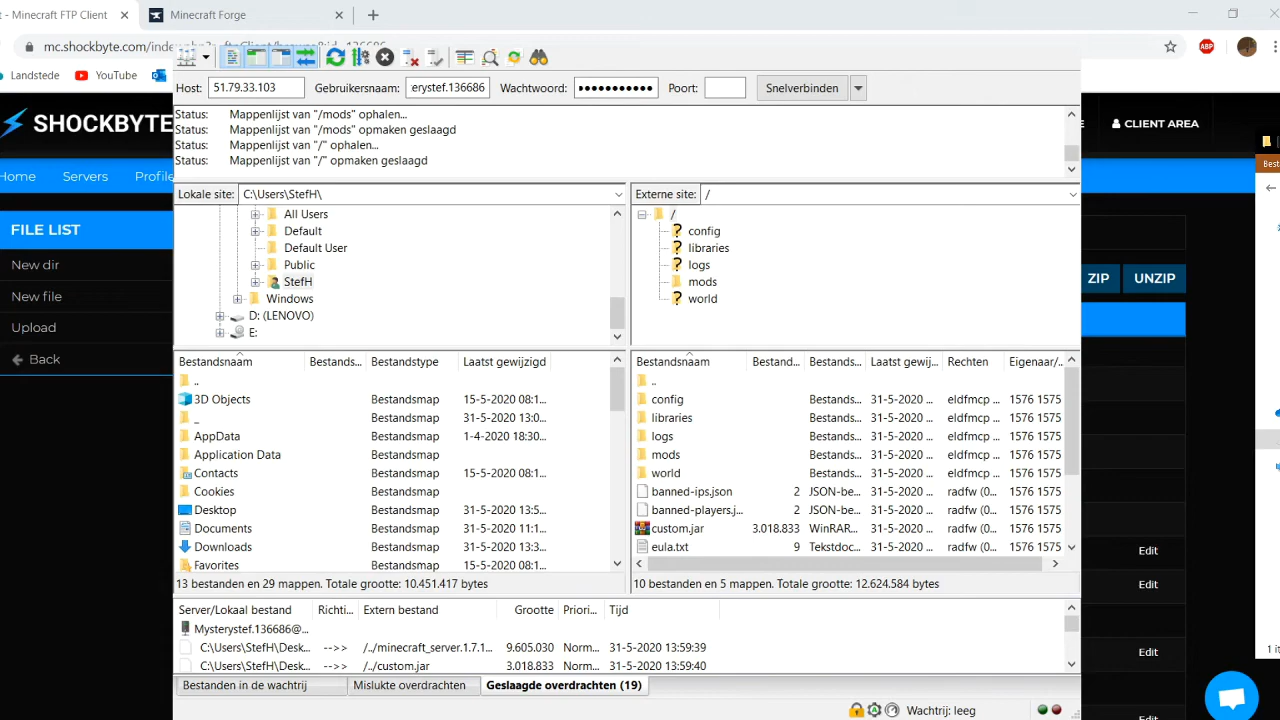 - Minecraft FTP Client
Minecraft Forge
mc.shockbyte.com/index.php?r=ftpClient/browse&id=136686
Landstede
YouTube
ABP
Host:
51.79.33.103
Gebruikersnaam:
erystef.136686
Wachtwoord:
●●●●●●●●●●●
Poort:
Snelverbinden
Status: Mappenlijst van "/mods" ophalen...
Status: Mappenlijst van "/mods" opmaken geslaagd
Status: Mappenlijst van "/" ophalen...
Status: Mappenlijst van "/" opmaken geslaagd
SHOCKBYTE
CLIENT AREA
Home
Servers
Profile
FILE LIST
New dir
New file
Upload
Back
Lokale site: C:\Users\StefH\
All Users
Default
Default User
Public
StefH
Windows
D: (LENOVO)
E:
Externe site: /
/
config
libraries
logs
mods
world
ZIP
UNZIP
Best
Bestandsnaam Bestands... Bestandstype Laatst gewijzigd
..
3D Objects Bestandsmap 15-5-2020 08:1...
_ Bestandsmap 31-5-2020 13:0...
AppData Bestandsmap 1-4-2020 18:30...
Application Data Bestandsmap
Contacts Bestandsmap 15-5-2020 08:1...
Cookies Bestandsmap
Desktop Bestandsmap 31-5-2020 13:5...
Documents Bestandsmap 31-5-2020 11:1...
Downloads Bestandsmap 31-5-2020 13:3...
Favorites Bestandsmap 15-5-2020 08:1...
13 bestanden en 29 mappen. Totale grootte: 10.451.417 bytes
Bestandsnaam Bestand... Bestands... Laatst gewij... Rechten Eigenaar/...
..
config Bestands... 31-5-2020 ... eldfmcp ... 1576 1575
libraries Bestands... 31-5-2020 ... eldfmcp ... 1576 1575
logs Bestands... 31-5-2020 ... eldfmcp ... 1576 1575
mods Bestands... 31-5-2020 ... eldfmcp ... 1576 1575
world Bestands... 31-5-2020 ... eldfmcp ... 1576 1575
banned-ips.json 2 JSON-be... 31-5-2020 ... radfw (0... 1576 1575
banned-players.j... 2 JSON-be... 31-5-2020 ... radfw (0... 1576 1575
custom.jar 3.018.833 WinRAR... 31-5-2020 ... radfw (0... 1576 1575
eula.txt 9 Tekstdoc... 31-5-2020 ... radfw (0... 1576 1575
10 bestanden en 5 mappen. Totale grootte: 12.624.584 bytes
Edit
Edit
Edit
Edit
1 it
Server/Lokaal bestand Richti... Extern bestand Grootte Priori... Tijd
Mysterystef.136686@...
C:\Users\StefH\Desk... -->> /../minecraft_server.1.7.1... 9.605.030 Norm... 31-5-2020 13:59:39
C:\Users\StefH\Desk... -->> /../custom.jar 3.018.833 Norm... 31-5-2020 13:59:40
Bestanden in de wachtrij
Mislukte overdrachten
Geslaagde overdrachten (19)
Wachtrij: leeg